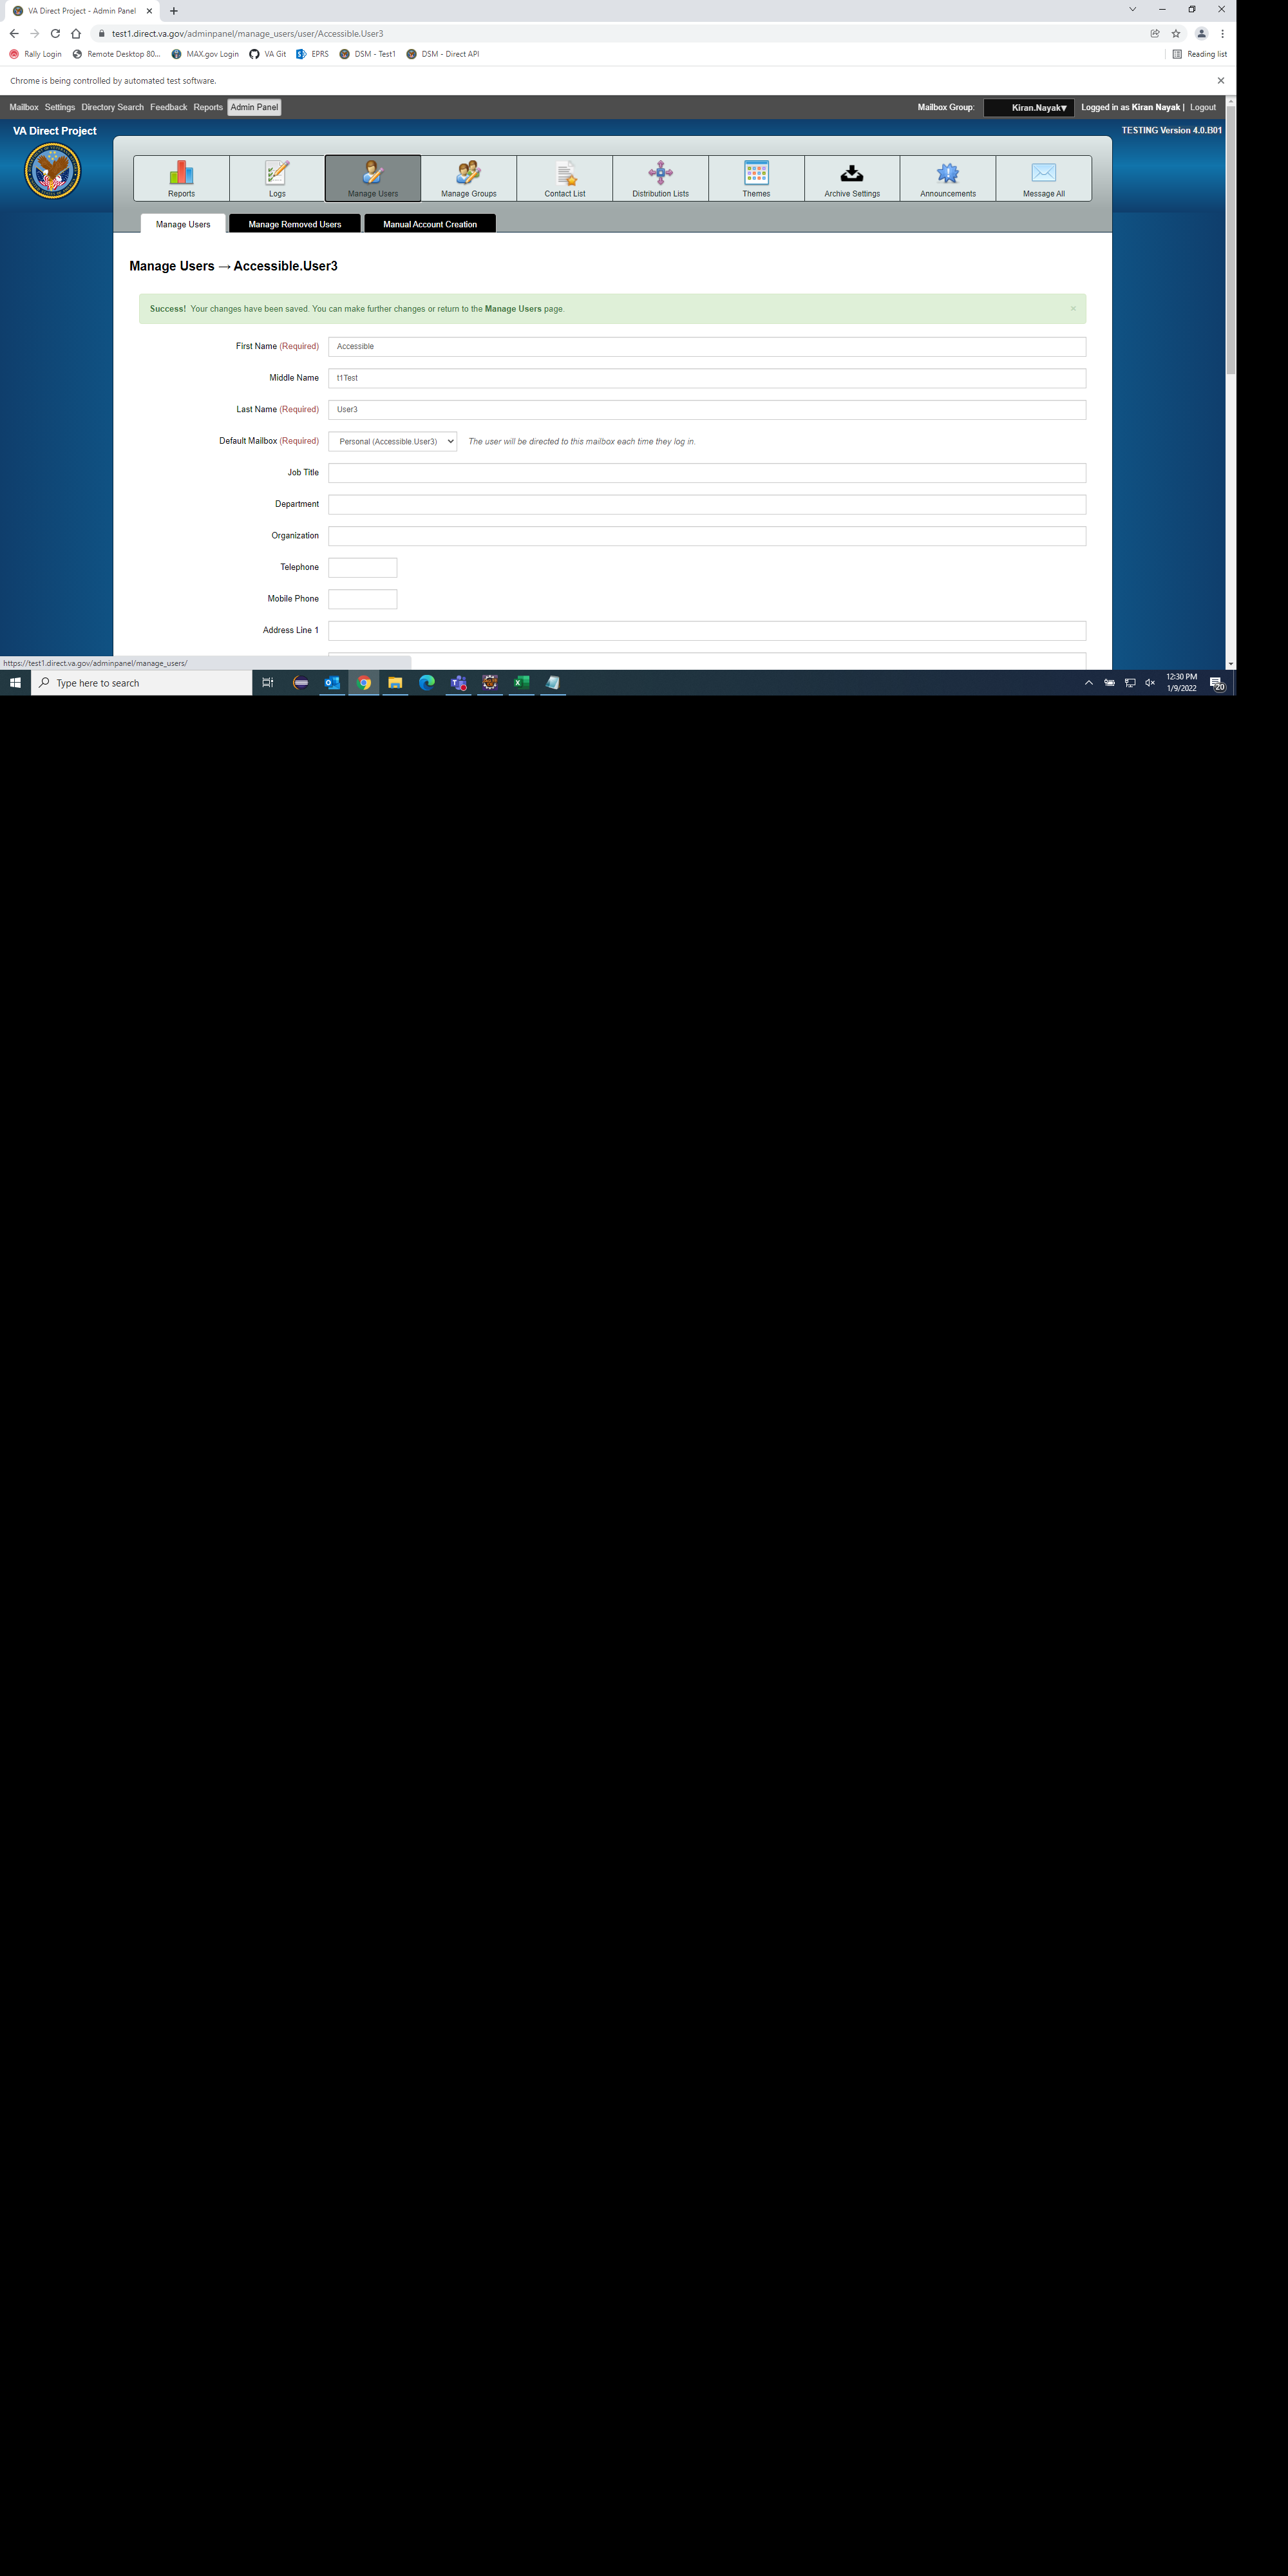 VA Direct Project - Admin Panel
test1.direct.va.gov/adminpanel/manage_users/user/Accessible.User3
Rally Login Remote Desktop 80... MAX.gov Login VA Git EPRS DSM - Test1 DSM - Direct API Reading list
Chrome is being controlled by automated test software.
Mailbox Settings Directory Search Feedback Reports Admin Panel Mailbox Group: Kiran.Nayak▼ Logged in as Kiran Nayak | Logout
VA Direct Project TESTING Version 4.0.B01
Reports Logs Manage Users Manage Groups Contact List Distribution Lists Themes Archive Settings Announcements Message All
Manage Users Manage Removed Users Manual Account Creation
Manage Users → Accessible.User3
Success! Your changes have been saved. You can make further changes or return to the Manage Users page. ×
First Name (Required) Accessible
Middle Name t1Test
Last Name (Required) User3
Default Mailbox (Required) Personal (Accessible.User3) The user will be directed to this mailbox each time they log in.
Job Title
Department
Organization
Telephone
Mobile Phone
Address Line 1
https://test1.direct.va.gov/adminpanel/manage_users/
Type here to search
12:30 PM
1/9/2022
20